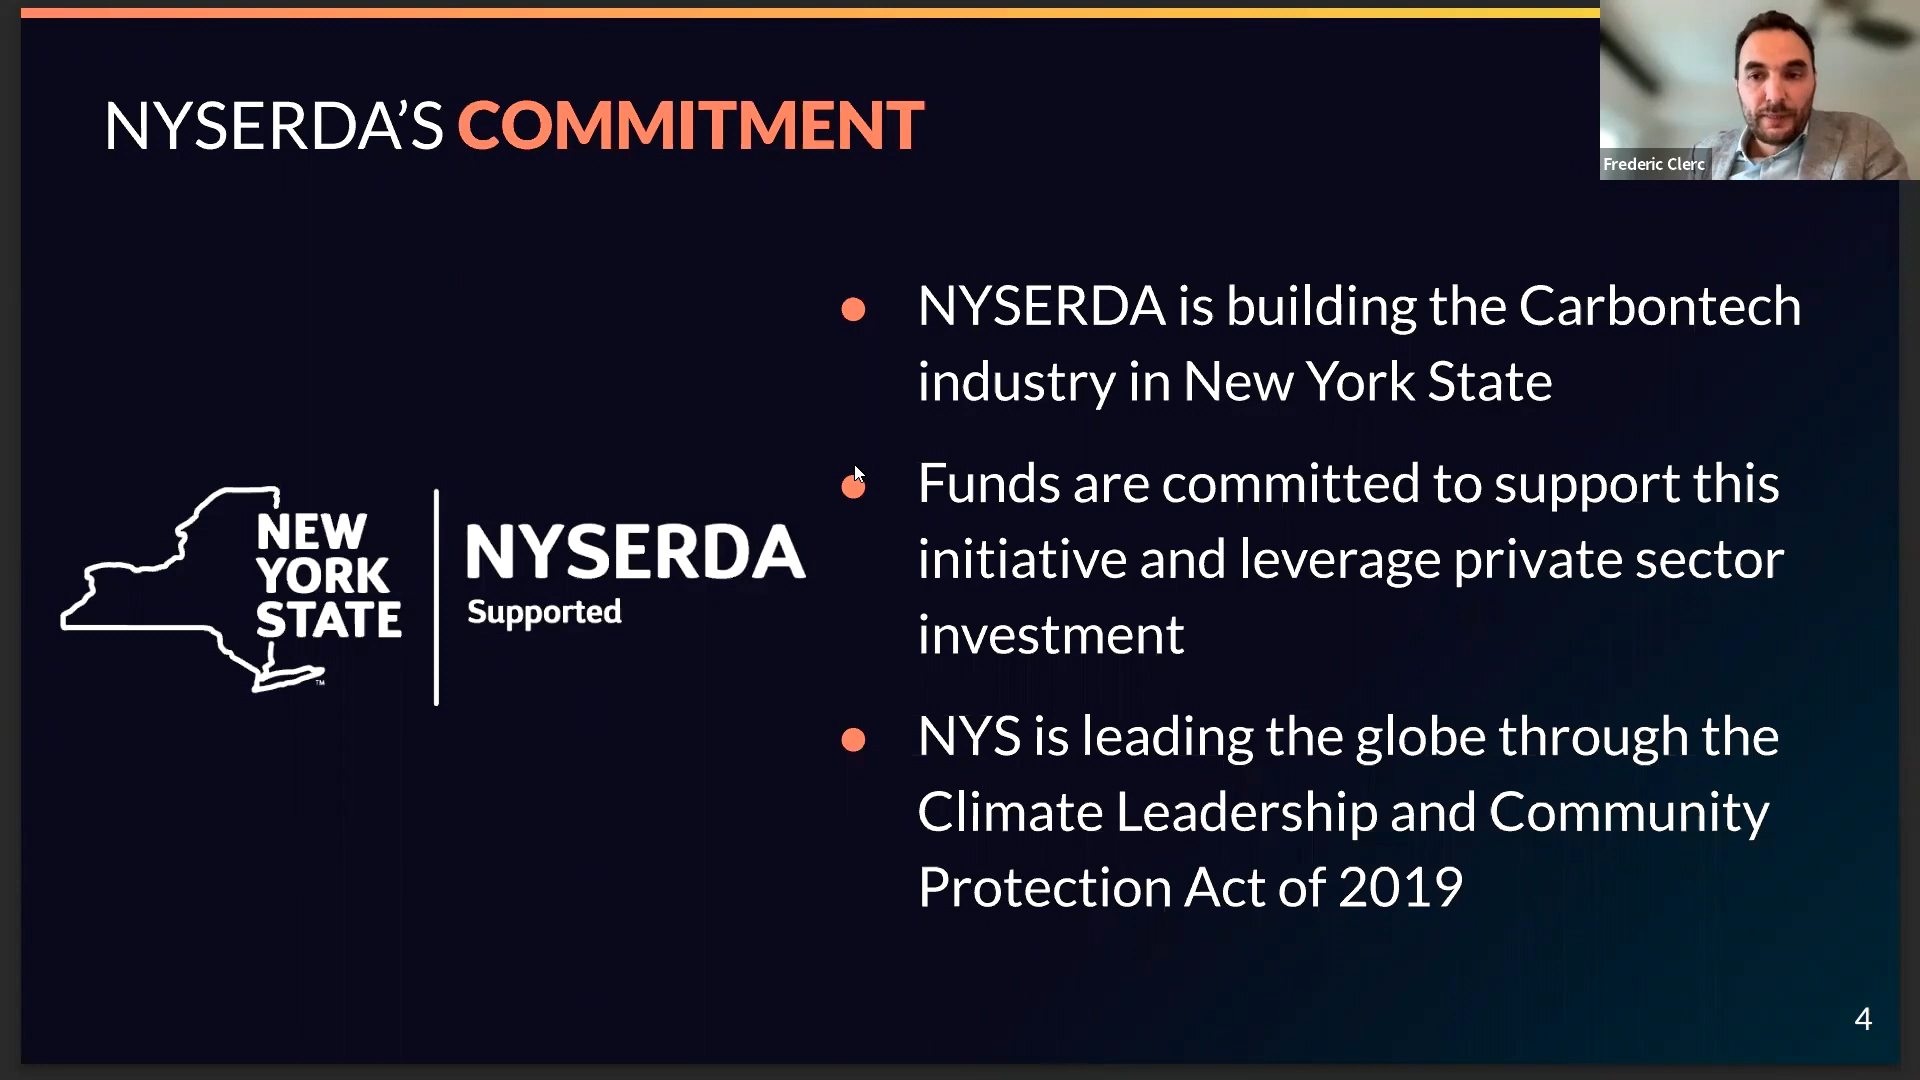 NYSERDA’S COMMITMENT
Frederic Clerc
NYSERDA is building the Carbontech
industry in New York State
Funds are committed to support this
initiative and leverage private sector
investment
NYS is leading the globe through the
Climate Leadership and Community
Protection Act of 2019
NEW
YORK
STATE
TM
NYSERDA
Supported
4